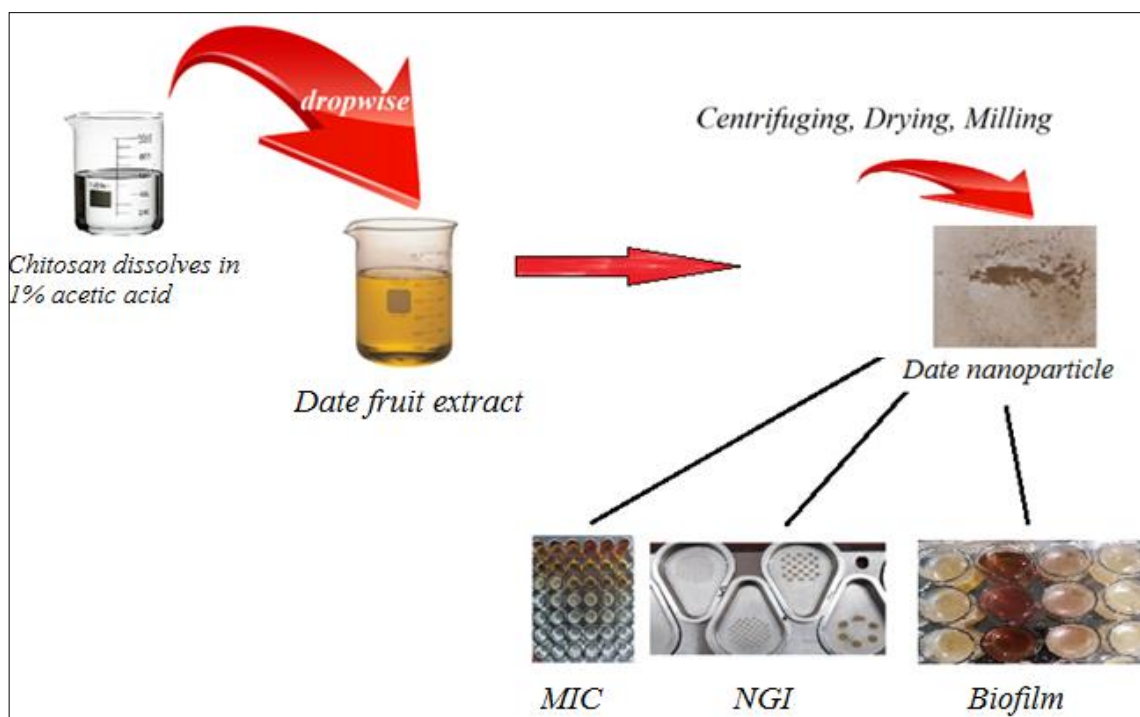 dropwise
Centrifuging, Drying, Milling
Chitosan dissolves in
1% acetic acid
Date fruit extract
Date nanoparticle
MIC
NGI
Biofilm